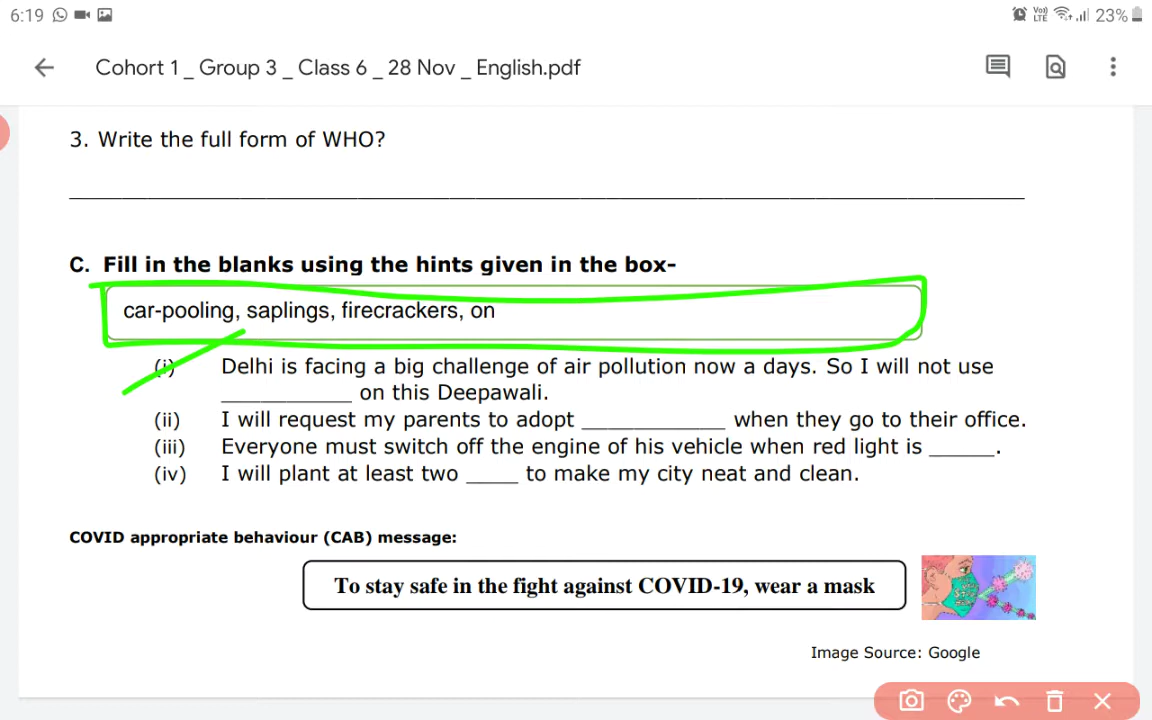 6:19 Vo) LTE 23%
Cohort 1 _ Group 3 _ Class 6 _ 28 Nov _ English.pdf
3. Write the full form of WHO?
C. Fill in the blanks using the hints given in the box-
car-pooling, saplings, firecrackers, on
(i) Delhi is facing a big challenge of air pollution now a days. So I will not use
___________ on this Deepawali.
(ii) I will request my parents to adopt ____________ when they go to their office.
(iii) Everyone must switch off the engine of his vehicle when red light is ______.
(iv) I will plant at least two _____ to make my city neat and clean.
COVID appropriate behaviour (CAB) message:
To stay safe in the fight against COVID-19, wear a mask
Image Source: Google